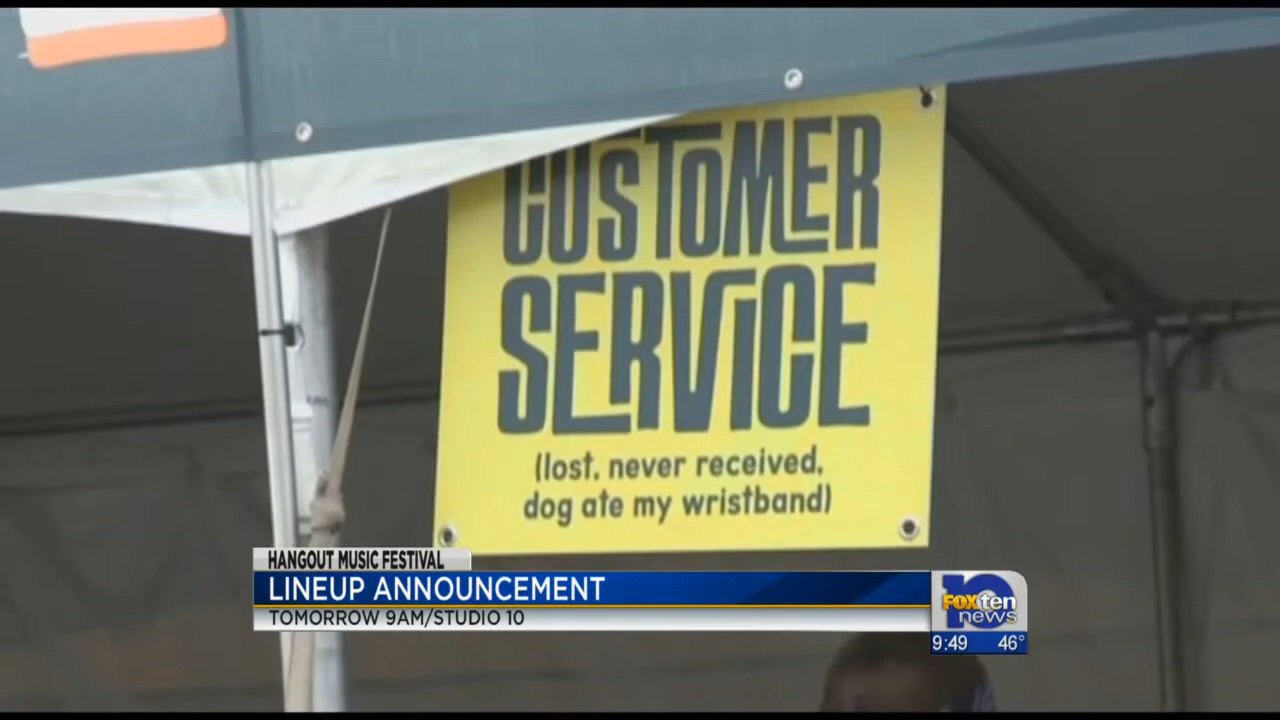 CUSTOMER
SERVICE
(lost, never received,
dog ate my wristband)
HANGOUT MUSIC FESTIVAL
LINEUP ANNOUNCEMENT
TOMORROW 9AM/STUDIO 10
10
Fox ten
news
9:49 46°